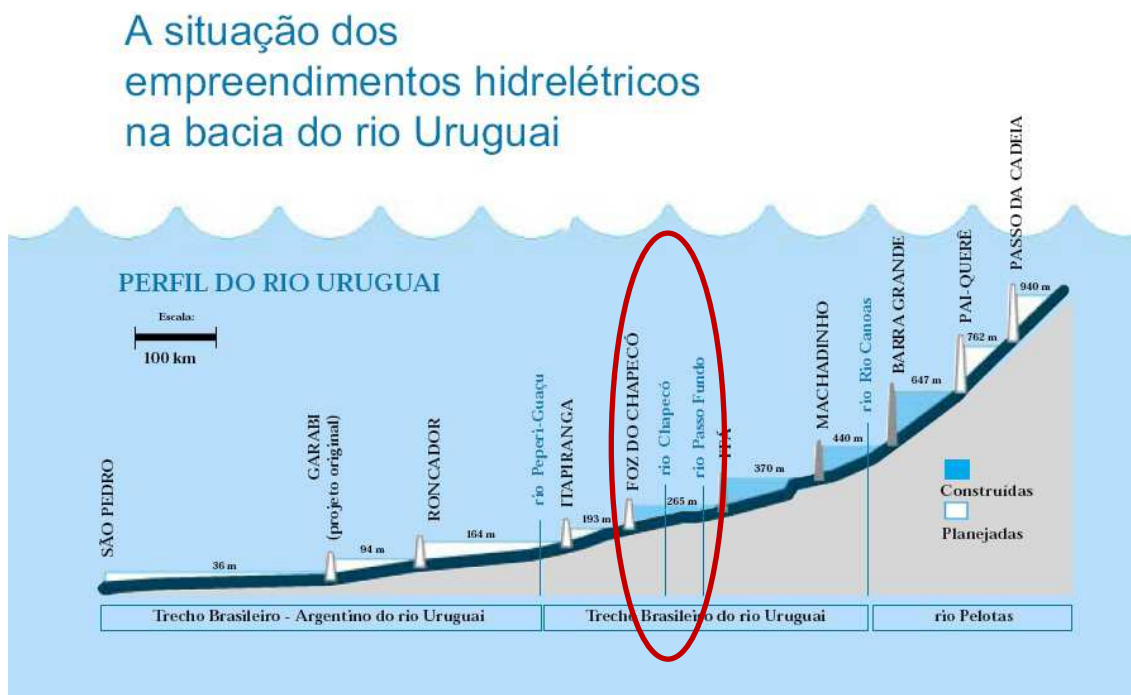 A situação dos
empreendimentos hidrelétricos
na bacia do rio Uruguai
PERFIL DO RIO URUGUAI
Escala:
100 km
SÃO PEDRO
36 m
GARABI
(projeto original)
94 m
RONCADOR
164 m
rio Peperi-Guaçu
ITAPIRANGA
193 m
FOZ DO CHAPECÓ
rio Chapecó
265 m
rio Passo Fundo
370 m
MACHADINHO
440 m
rio Rio Canoas
BARRA GRANDE
647 m
PAI-QUERÊ
762 m
PASSO DA CADEIA
940 m
Construídas
Planejadas
Trecho Brasileiro - Argentino do rio Uruguai
Trecho Brasileiro do rio Uruguai
rio Pelotas